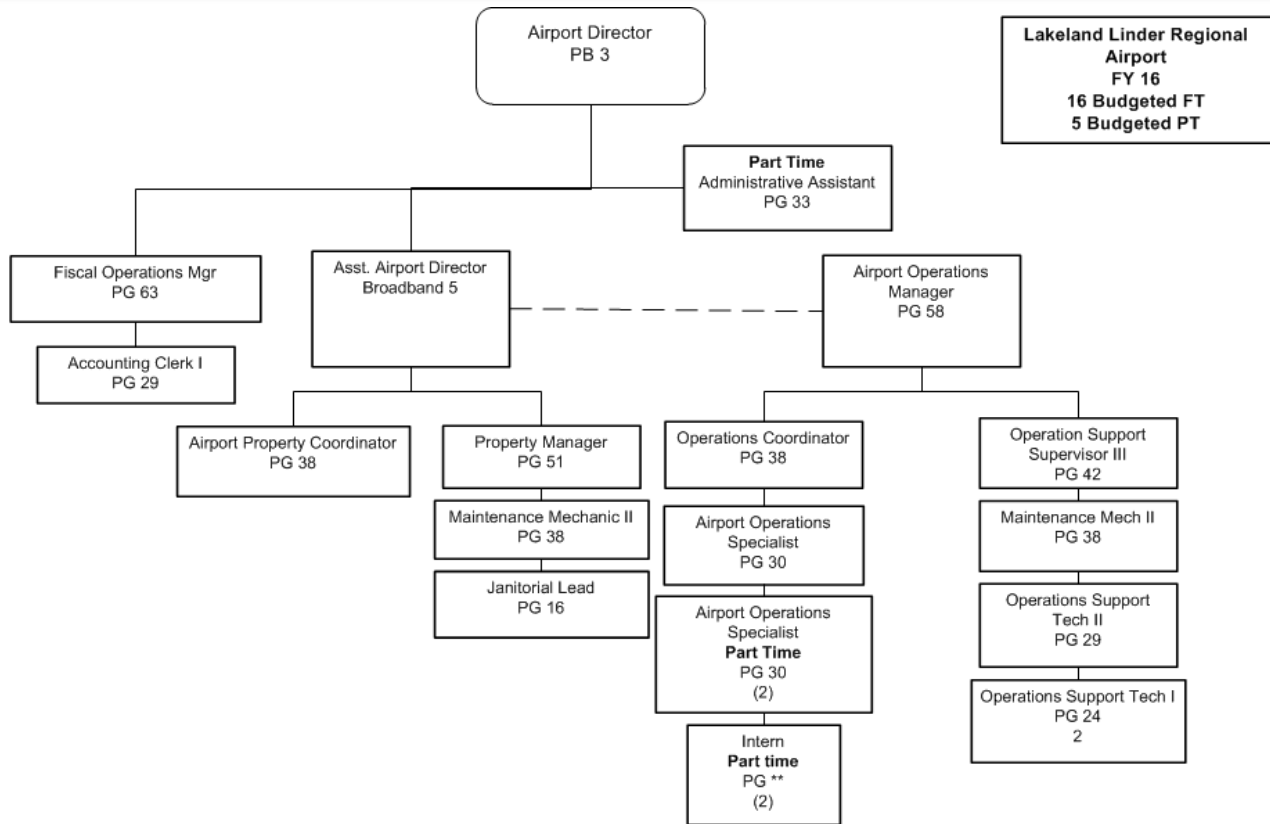 Airport Director
PB 3
Lakeland Linder Regional
Airport
FY 16
16 Budgeted FT
5 Budgeted PT
Part Time
Administrative Assistant
PG 33
Fiscal Operations Mgr
PG 63
Asst. Airport Director
Broadband 5
Airport Operations
Manager
PG 58
Accounting Clerk I
PG 29
Airport Property Coordinator
PG 38
Property Manager
PG 51
Operations Coordinator
PG 38
Operation Support
Supervisor III
PG 42
Maintenance Mechanic II
PG 38
Airport Operations
Specialist
PG 30
Maintenance Mech II
PG 38
Janitorial Lead
PG 16
Airport Operations
Specialist
Part Time
PG 30
(2)
Operations Support
Tech II
PG 29
Operations Support Tech I
PG 24
2
Intern
Part time
PG **
(2)